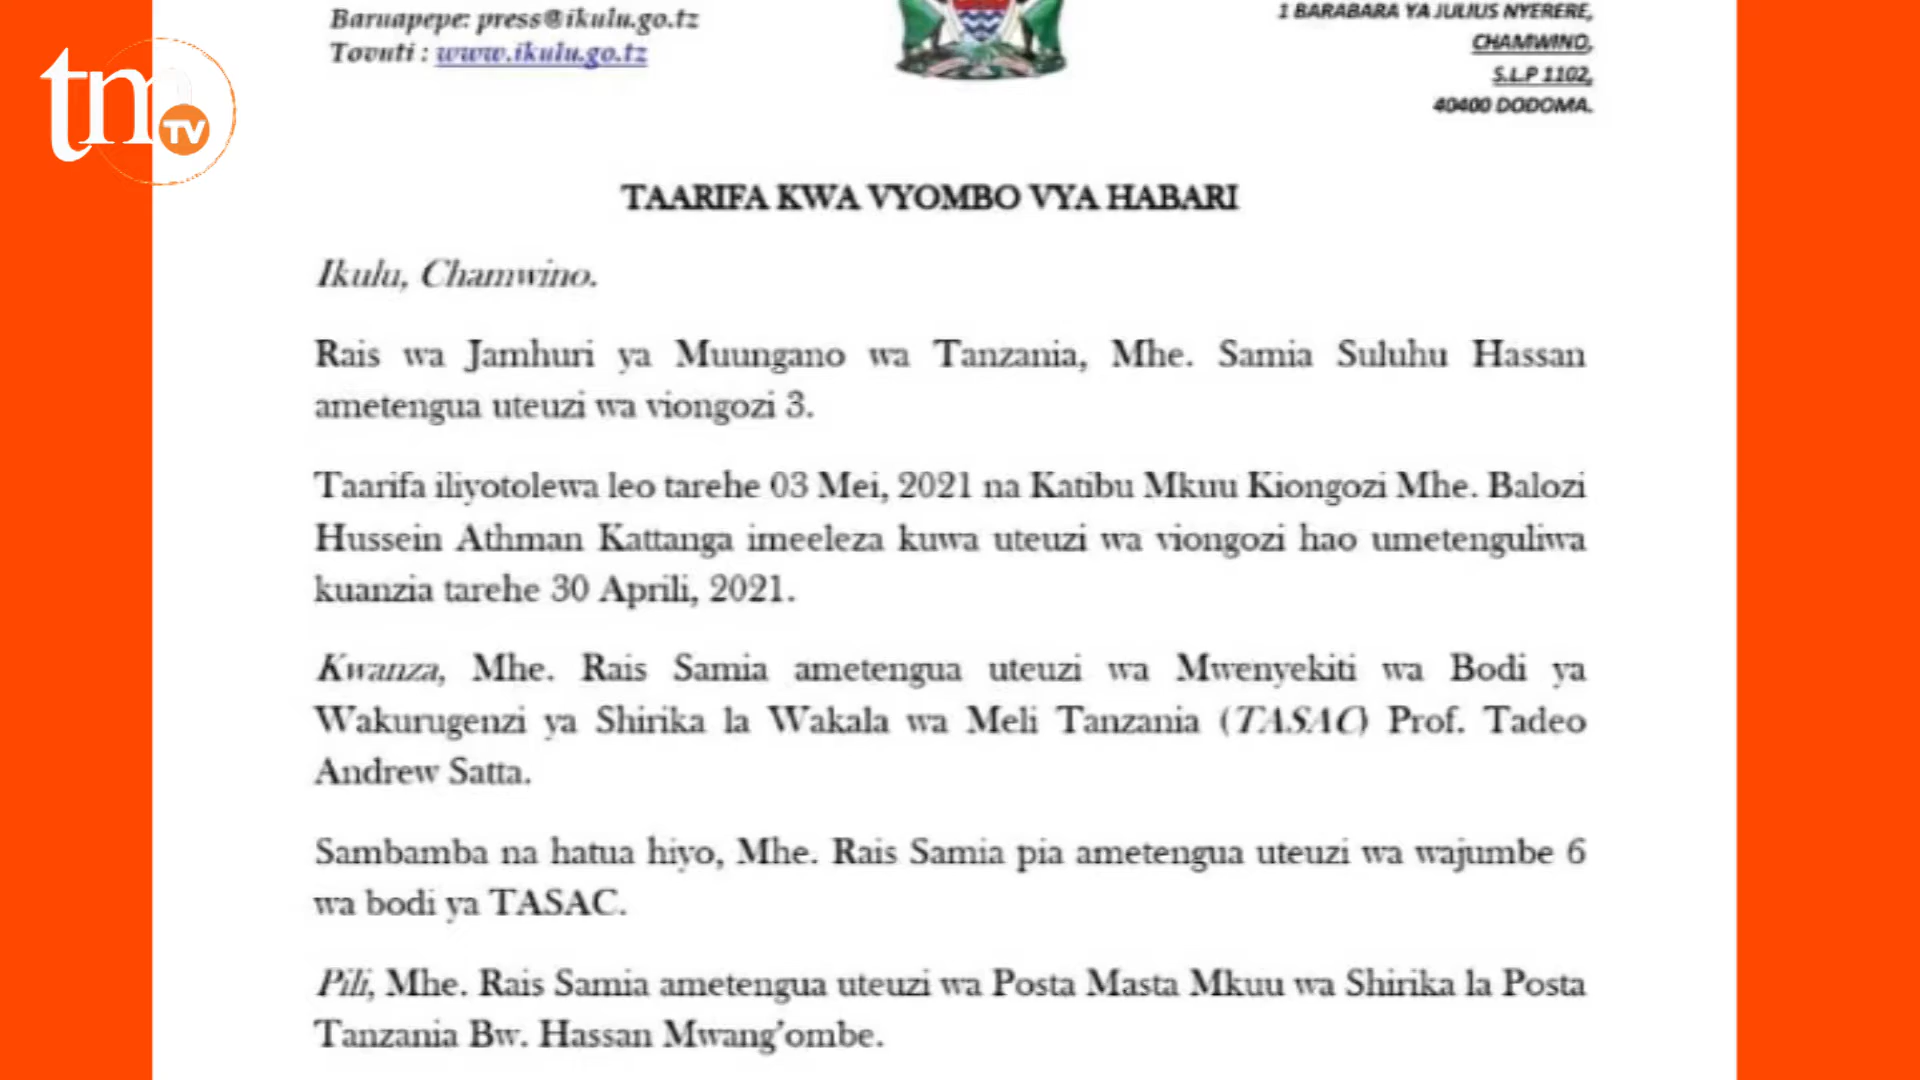 Baruapepe: press@ikulu.go.tz
Tovuti : www.ikulu.go.tz
1 BARABARA YA JULIUS NYERERE,
CHAMWINO,
S.L.P 1102,
40400 DODOMA.
tm TV
TAARIFA KWA VYOMBO VYA HABARI
Ikulu, Chamwino.
Rais wa Jamhuri ya Muungano wa Tanzania, Mhe. Samia Suluhu Hassan
ametengua uteuzi wa viongozi 3.
Taarifa iliyotolewa leo tarehe 03 Mei, 2021 na Katibu Mkuu Kiongozi Mhe. Balozi
Hussein Athman Kattanga imeeleza kuwa uteuzi wa viongozi hao umetenguliwa
kuanzia tarehe 30 Aprili, 2021.
Kwanza, Mhe. Rais Samia ametengua uteuzi wa Mwenyekiti wa Bodi ya
Wakurugenzi ya Shirika la Wakala wa Meli Tanzania (TASAC) Prof. Tadeo
Andrew Satta.
Sambamba na hatua hiyo, Mhe. Rais Samia pia ametengua uteuzi wa wajumbe 6
wa bodi ya TASAC.
Pili, Mhe. Rais Samia ametengua uteuzi wa Posta Masta Mkuu wa Shirika la Posta
Tanzania Bw. Hassan Mwang'ombe.